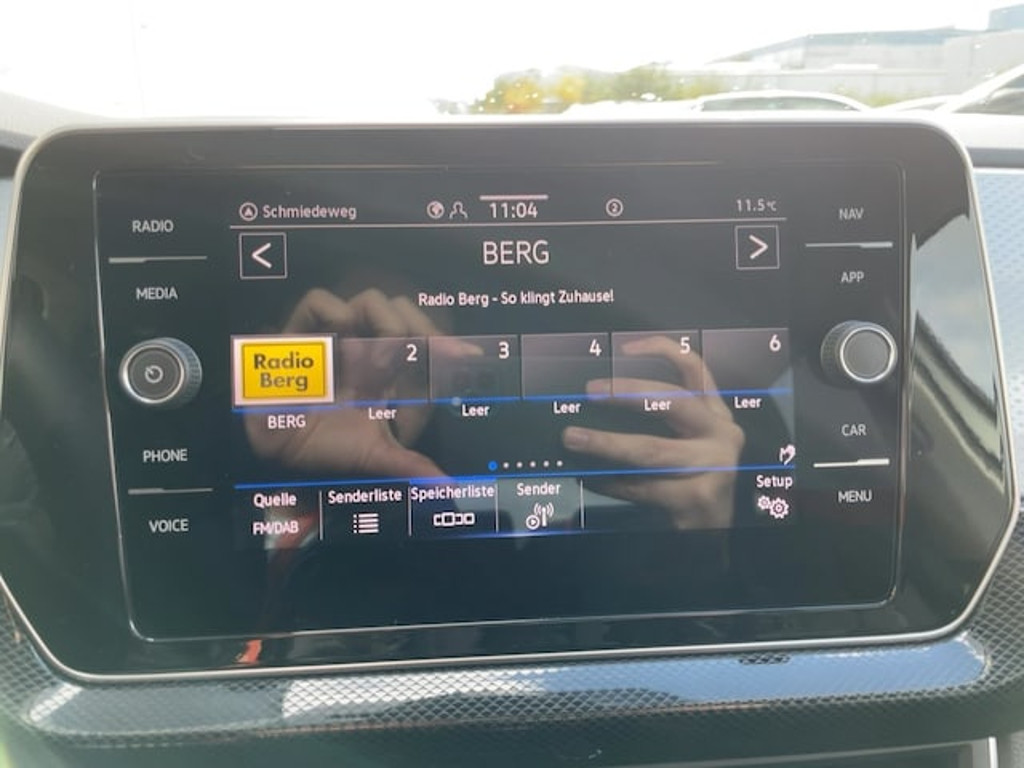 Schmiedeweg 11:04 2 11.5°C
RADIO
NAV
< BERG >
MEDIA
APP
Radio Berg - So klingt Zuhause!
Radio
Berg
2 3 4 5 6
BERG Leer Leer Leer Leer Leer
CAR
PHONE
Quelle Senderliste Speicherliste Sender Setup
MENU
FM/DAB
VOICE